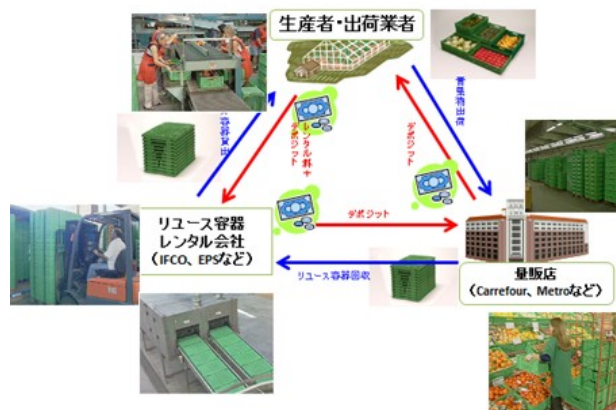 生産者・出荷業者
容器貸出
レンタル料＋
デポジット
デポジット
青果物出荷
デポジット
リユース容器
レンタル会社
（IFCO、EPSなど）
リユース容器回収
量販店
（Carrefour、Metroなど）